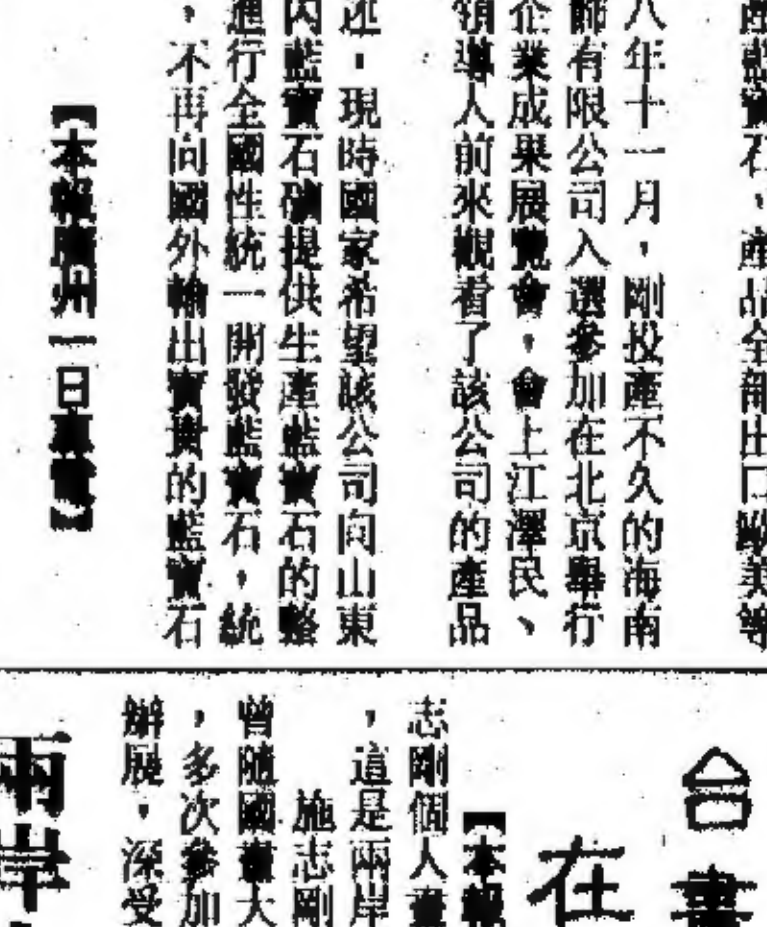 產藍寶石，產品全部出口歐美等
八年十一月，剛投產不久的海南
飾有限公司入選參加在北京舉行
企業成果展覽會，會上江澤民、
領導人前來觀看了該公司的產品
述，現時國家希望該公司向山東
內藍寶石礦提供生產藍寶石的
進行全國性統一開發藍寶石，統
，不再向國外輸出寶貴的藍寶石
【本報廣州一日專電】
台畫
在
【本報
志剛個人畫
，這是兩岸
施志剛
曾隨國畫大
，多次參加
辦展，深受
兩岸